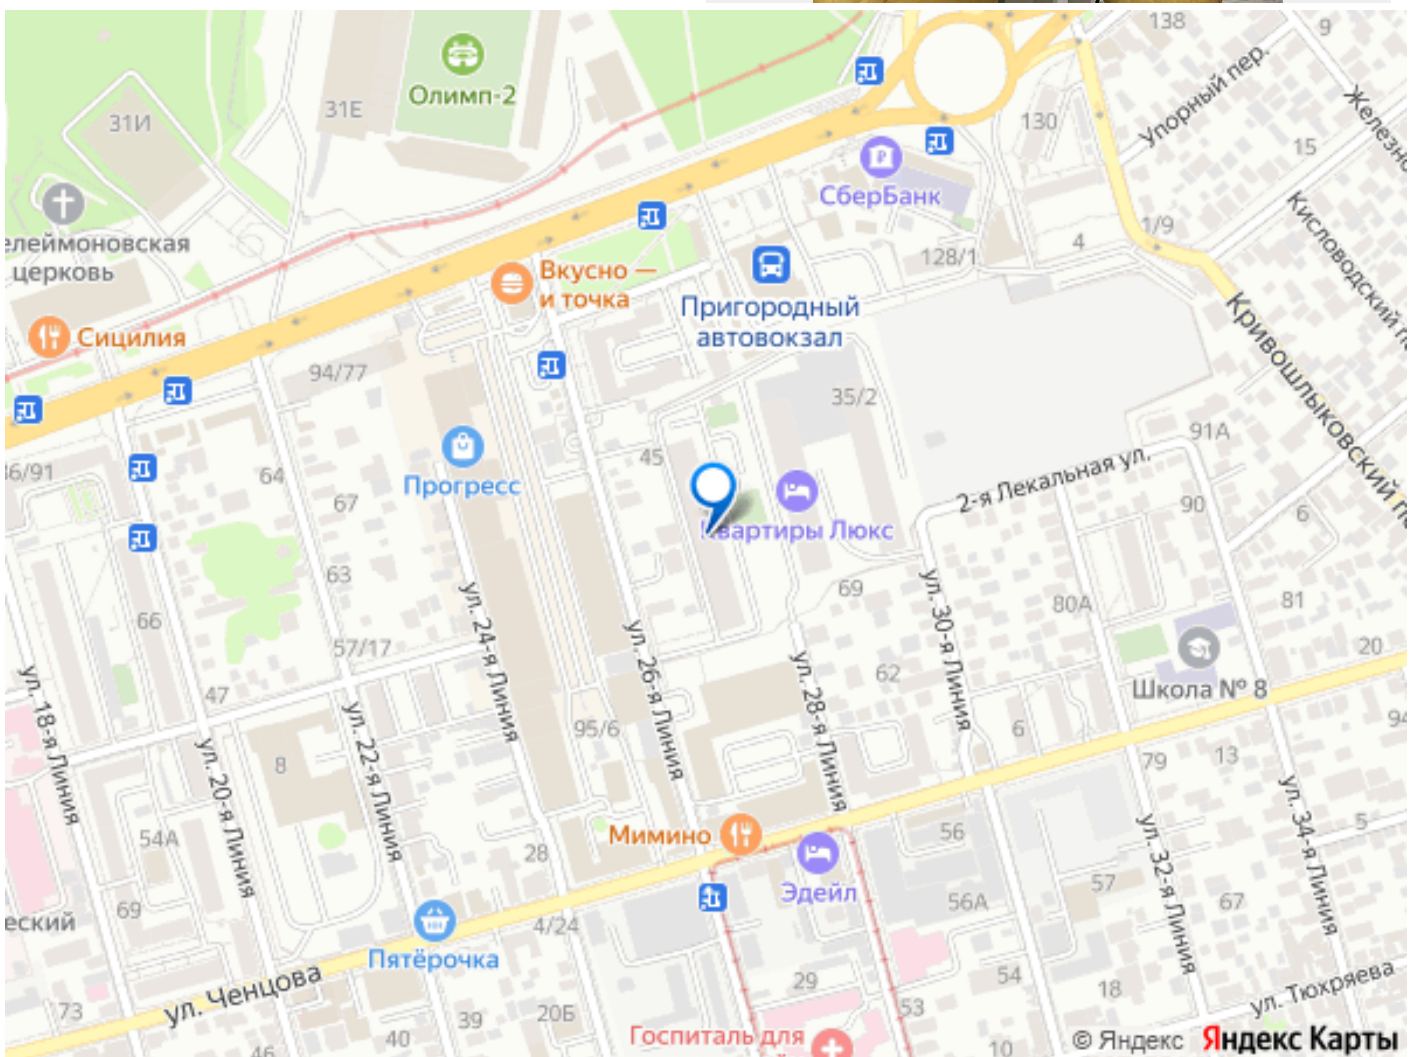 138
9
Упорный пер.
Железно
Олимп-2
31Е
31И
130
15
СберБанк
Кисловодский п
1/9
4
128/1
елеймоновская
церковь
Вкусно —
и точка
Пригородный
автовокзал
Сицилия
94/77
35/2
Кривошлыковский п
91А
45
2-я Лекальная ул.
36/91
64
Прогресс
67
90
6
Квартиры Люкс
63
69
ул. 30-я Линия
80А
81
66
ул. 24-я Линия
57/17
ул. 26-я Линия
20
62
Школа № 8
ул. 18-я Линия
47
ул. 28-я Линия
94
95/6
6
13
79
ул. 20-я Линия
8
ул. 22-я Линия
ул. 34-я Линия
5
54А
Мимино
56
ул. 32-я Линия
28
57
Эдейл
56А
67
69
еский
4/24
Пятёрочка
ул. Ченцова
29
54
18
ул. Тюхряева
53
73
39
20Б
40
46
Госпиталь для
10
© Яндекс Яндекс Карты